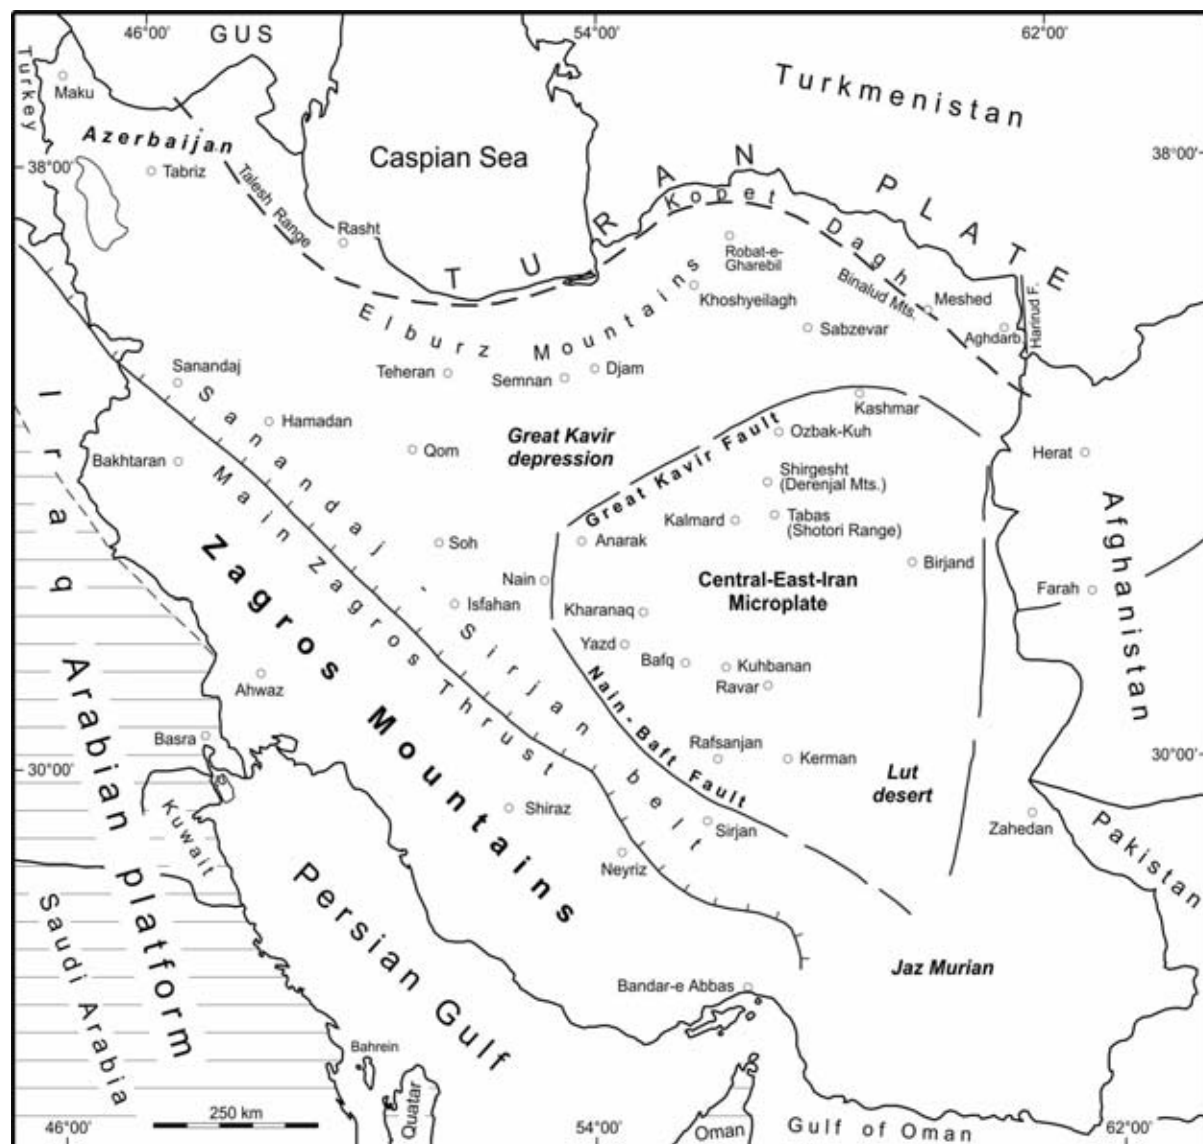 46°00'
GUS
54°00'
62°00'
Turkey
Maku
Turkmenistan
Azerbaijan
Caspian Sea
38°00'
38°00'
Tabriz
Talesh Range
TURAN PLATE
Kopet Dagh
Rasht
Robat-e-
Gharebil
Khoshyeilagh
Binalud Mts.
Meshed
Harirud F.
Elburz Mountains
Sabzevar
Aghdarb.
Sanandaj
Teheran
Semnan
Djam
Kashmar
Iraq
Hamadan
Ozbak-Kuh
Great Kavir
depression
Great Kavir Fault
Bakhtaran
Qom
Herat
Shirgesht
(Derenjal Mts.)
Sanandaj-Sirjan belt
Main Zagros Thrust
Kalmard
Tabas
(Shotori Range)
Afghanistan
Soh
Anarak
Birjand
Zagros Mountains
Nain
Central-East-Iran
Microplate
Farah
Isfahan
Kharanaq
Yazd
Bafq
Kuhbanan
Ravar
Arabian platform
Ahwaz
Nain-Baft Fault
Basra
Rafsanjan
Kerman
30°00'
30°00'
Lut
desert
Kuwait
Shiraz
Sirjan
Zahedan
Pakistan
Neyriz
Persian Gulf
Saudi Arabia
Jaz Murian
Bandar-e Abbas
Bahrein
Quatar
250 km
Oman
Gulf of Oman
46°00'
54°00'
62°00'